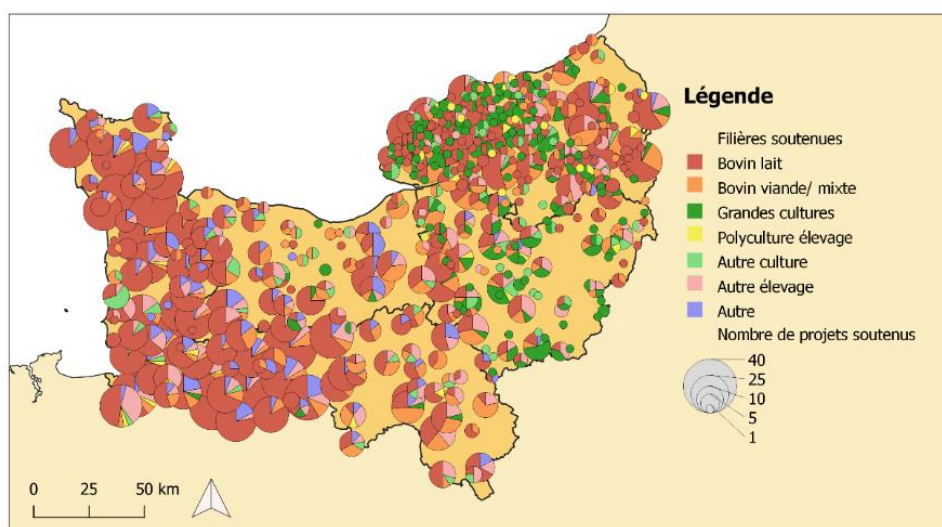 Légende
Filières soutenues
Bovin lait
Bovin viande/ mixte
Grandes cultures
Polyculture élevage
Autre culture
Autre élevage
Autre
Nombre de projets soutenus
40
25
10
5
1
0 25 50 km